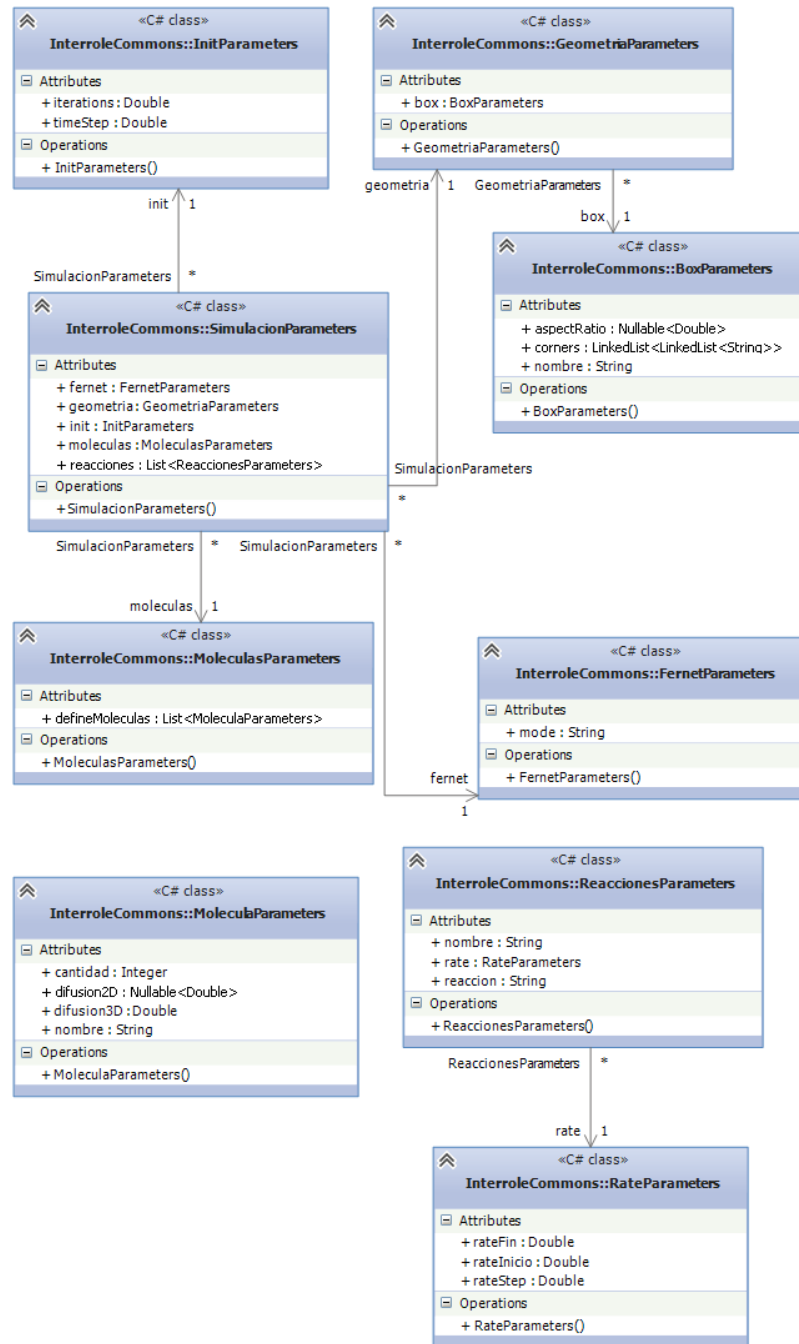 «C# class»
InterroleCommons::InitParameters
Attributes
+ iterations : Double
+ timeStep : Double
Operations
+ InitParameters()
«C# class»
InterroleCommons::GeometriaParameters
Attributes
+ box : BoxParameters
Operations
+ GeometriaParameters()
init 1
geometria 1
GeometriaParameters *
box 1
«C# class»
InterroleCommons::BoxParameters
Attributes
+ aspectRatio : Nullable<Double>
+ corners : LinkedList<LinkedList<String>>
+ nombre : String
Operations
+ BoxParameters()
SimulacionParameters *
«C# class»
InterroleCommons::SimulacionParameters
Attributes
+ fernet : FernetParameters
+ geometria : GeometriaParameters
+ init : InitParameters
+ moleculas : MoleculasParameters
+ reacciones : List<ReaccionesParameters>
Operations
+ SimulacionParameters()
SimulacionParameters
*
SimulacionParameters *
SimulacionParameters *
moleculas 1
«C# class»
InterroleCommons::MoleculasParameters
Attributes
+ defineMoleculas : List<MoleculaParameters>
Operations
+ MoleculasParameters()
«C# class»
InterroleCommons::FernetParameters
Attributes
+ mode : String
Operations
+ FernetParameters()
fernet
1
«C# class»
InterroleCommons::MoleculaParameters
Attributes
+ cantidad : Integer
+ difusion2D : Nullable<Double>
+ difusion3D : Double
+ nombre : String
Operations
+ MoleculaParameters()
«C# class»
InterroleCommons::ReaccionesParameters
Attributes
+ nombre : String
+ rate : RateParameters
+ reaccion : String
Operations
+ ReaccionesParameters()
ReaccionesParameters *
rate 1
«C# class»
InterroleCommons::RateParameters
Attributes
+ rateFin : Double
+ rateInicio : Double
+ rateStep : Double
Operations
+ RateParameters()